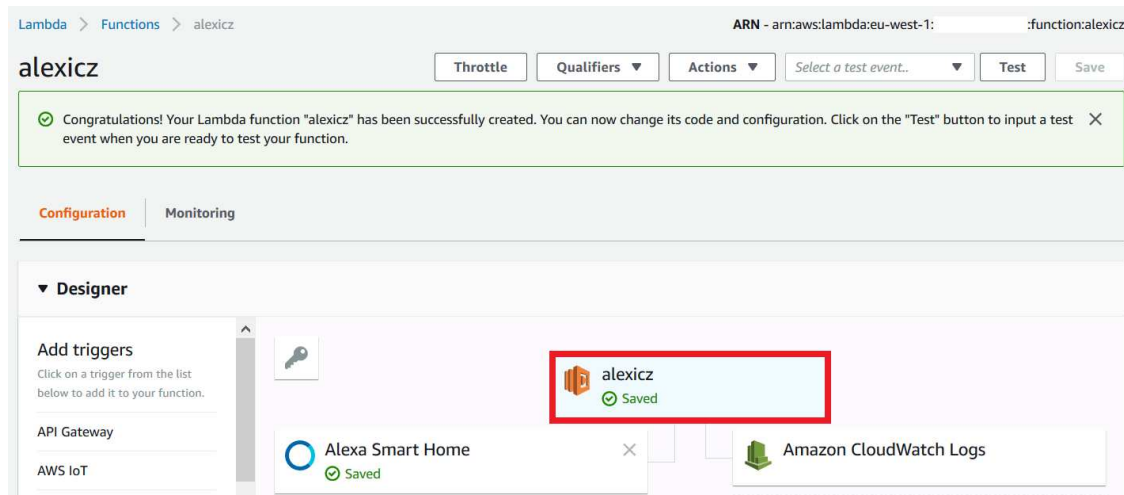 Lambda > Functions > alexicz
ARN - arn:aws:lambda:eu-west-1: :function:alexicz
alexicz
Throttle Qualifiers ▼ Actions ▼ Select a test event.. ▼ Test Save
Congratulations! Your Lambda function "alexicz" has been successfully created. You can now change its code and configuration. Click on the "Test" button to input a test
event when you are ready to test your function.
Configuration Monitoring
▼ Designer
Add triggers
Click on a trigger from the list
below to add it to your function.
API Gateway
AWS IoT
alexicz
Saved
Alexa Smart Home
Saved
Amazon CloudWatch Logs